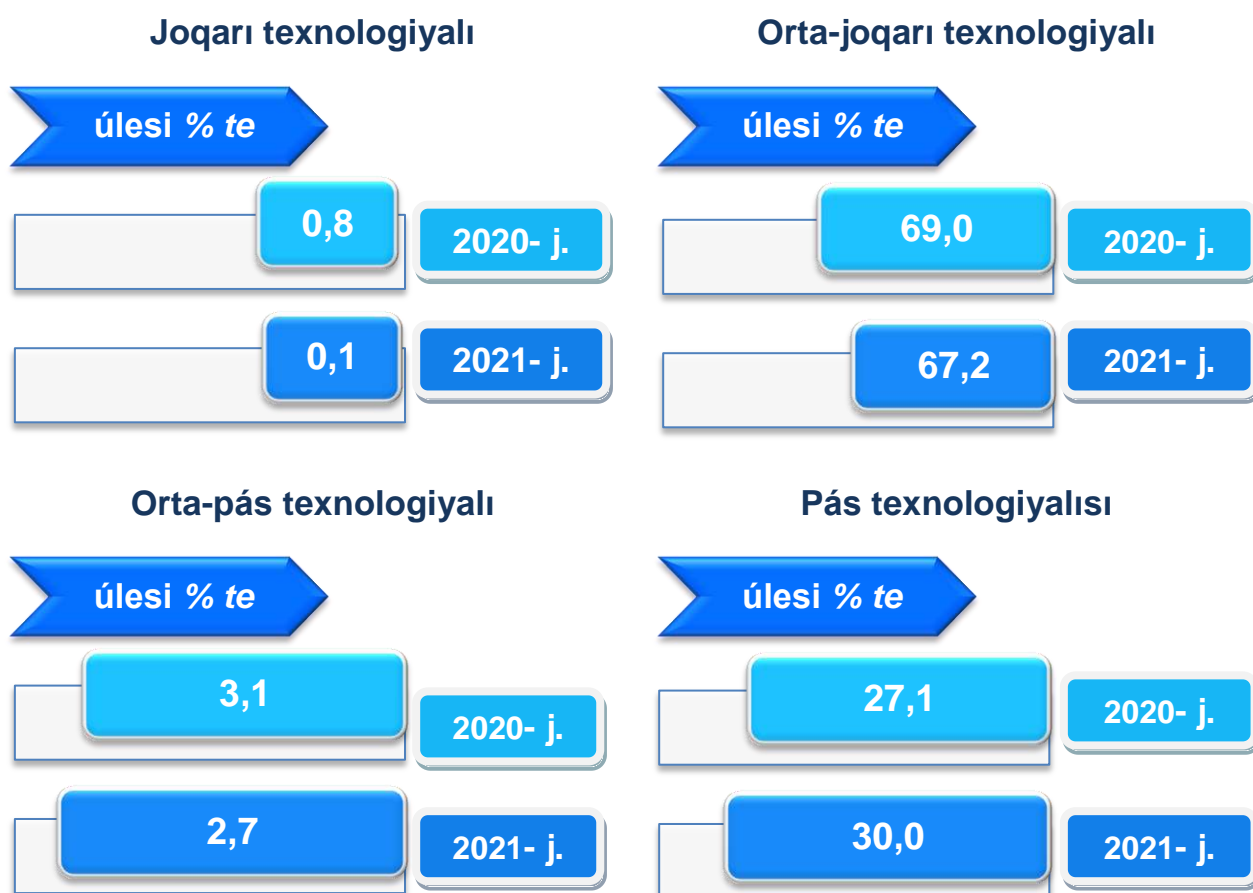 Joqarı texnologiyalı
úlesi % te
0,8
2020- j.
0,1
2021- j.
Orta-joqarı texnologiyalı
úlesi % te
69,0
2020- j.
67,2
2021- j.
Orta-pás texnologiyalı
úlesi % te
3,1
2020- j.
2,7
2021- j.
Pás texnologiyalısı
úlesi % te
27,1
2020- j.
30,0
2021- j.